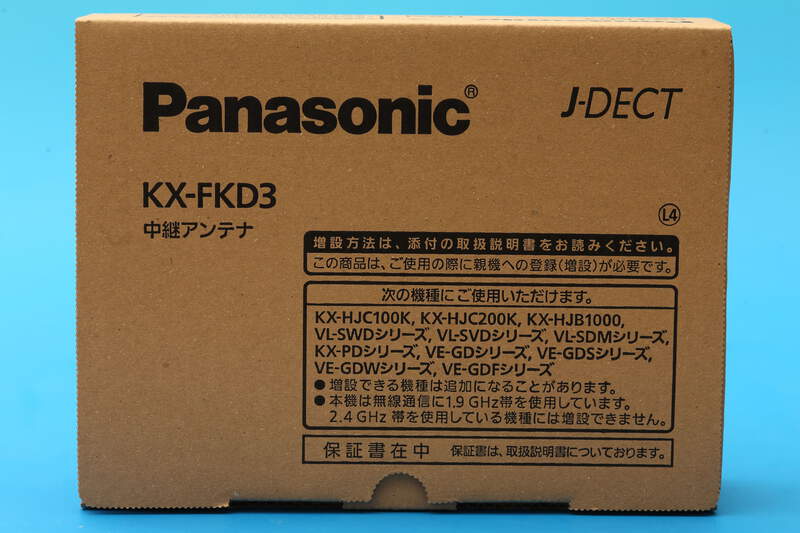 Panasonic®
J-DECT
KX-FKD3
中継アンテナ
L4
増設方法は、添付の取扱説明書をお読みください。
この商品は、ご使用の際に親機への登録(増設)が必要です。
次の機種にご使用いただけます。
KX-HJC100K, KX-HJC200K, KX-HJB1000,
VL-SWDシリーズ, VL-SVDシリーズ, VL-SDMシリーズ,
KX-PDシリーズ, VE-GDシリーズ, VE-GDSシリーズ,
VE-GDWシリーズ, VE-GDFシリーズ
● 増設できる機種は追加になることがあります。
● 本機は無線通信に1.9 GHz帯を使用しています。
2.4 GHz 帯を使用している機種には増設できません。
保証書在中 保証書は、取扱説明書についております。